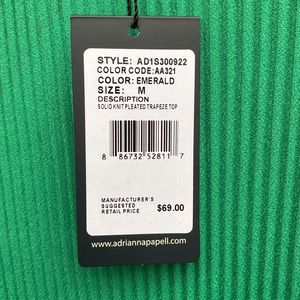 STYLE: AD1S300922
COLOR CODE:AA321
COLOR: EMERALD
SIZE: M
DESCRIPTION
SOLID KNIT PLEATED TRAPEZE TOP
8 86732 52811 7
MANUFACTURER'S
SUGGESTED
RETAIL PRICE
$69.00
www.adriannapapell.com